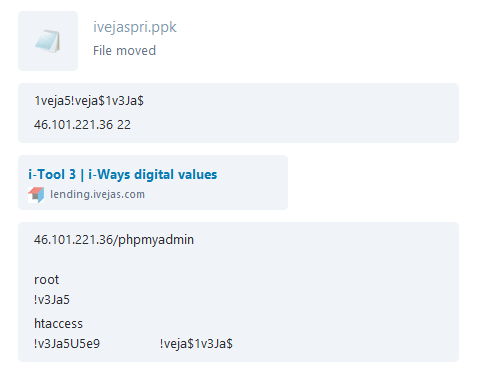 ivejaspri.ppk
File moved
1veja5!veja$1v3Ja$
46.101.221.36 22
i-Tool 3 | i-Ways digital values
lending.ivejas.com
46.101.221.36/phpmyadmin
root
!v3Ja5
htaccess
!v3Ja5U5e9 !veja$1v3Ja$